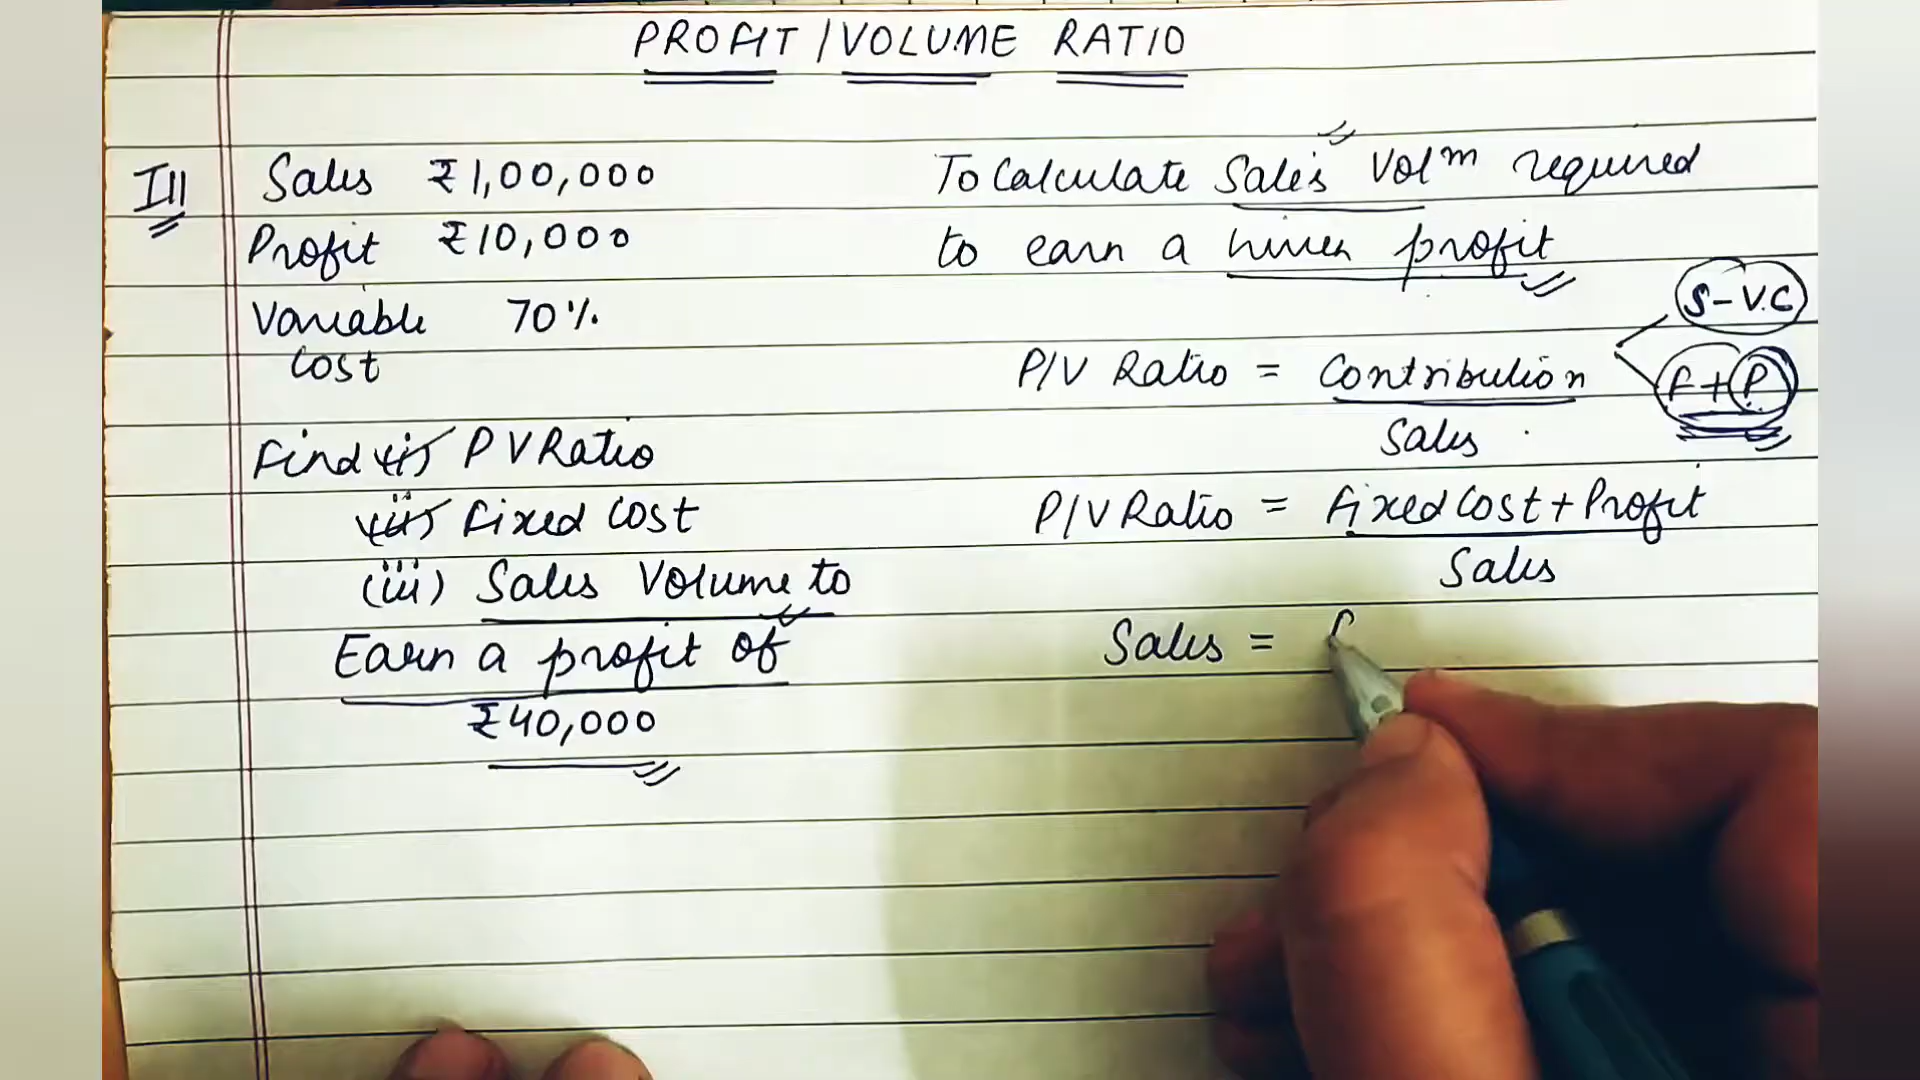 PROFIT / VOLUME RATIO
Ill
Sales ₹1,00,000
Profit ₹10,000
Variable 70%
Cost
Find (i) PV Ratio
(ii) Fixed Cost
(iii) Sales Volume to
Earn a profit of
₹40,000
To Calculate Sales Volm required
to earn a given profit
S-V.C
P/V Ratio = Contribution
F+P
Sales
P/V Ratio = Fixed Cost + Profit
Sales
Sales =